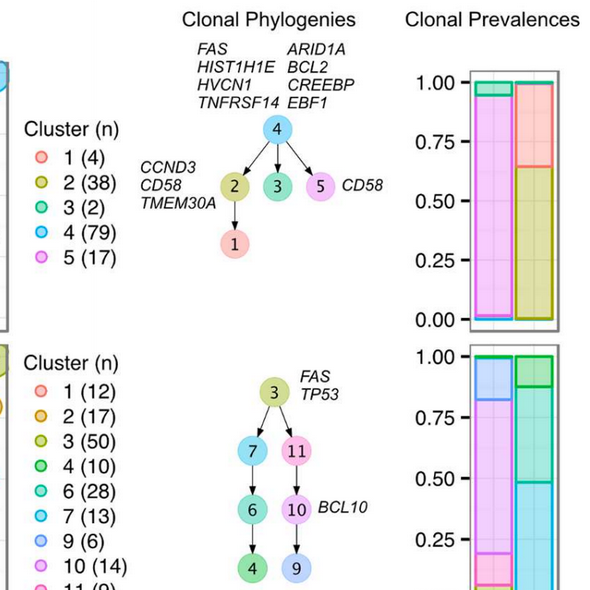 Clonal Phylogenies
Clonal Prevalences
FAS ARID1A
HIST1H1E BCL2
HVCN1 CREEBP
TNFRSF14 EBF1
Cluster (n)
1 (4)
2 (38)
3 (2)
4 (79)
5 (17)
4
CCND3
CD58
TMEM30A
2
3
5
CD58
1
1.00
0.75
0.50
0.25
0.00
Cluster (n)
1 (12)
2 (17)
3 (50)
4 (10)
6 (28)
7 (13)
9 (6)
10 (14)
11 (9)
3
FAS
TP53
7
11
6
10
BCL10
4
9
1.00
0.75
0.50
0.25